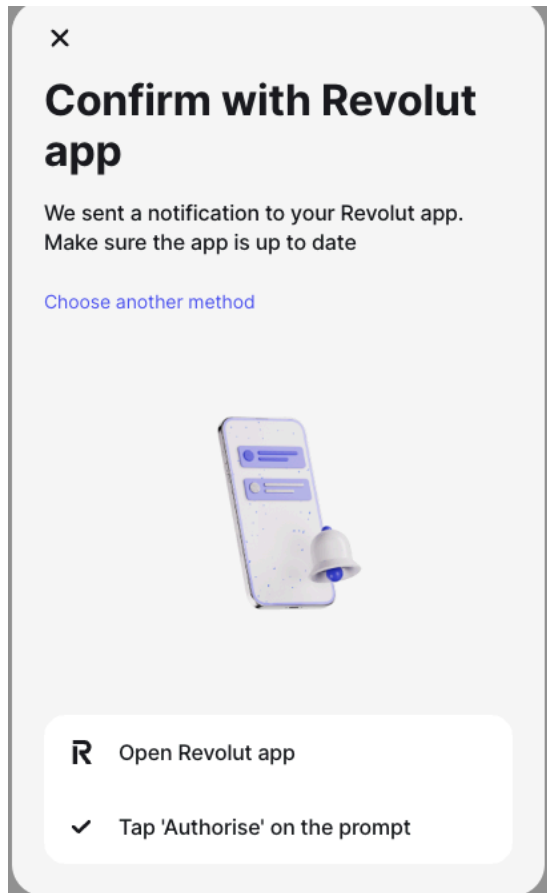 Confirm with Revolut
app
We sent a notification to your Revolut app.
Make sure the app is up to date
Choose another method
Open Revolut app
Tap 'Authorise' on the prompt